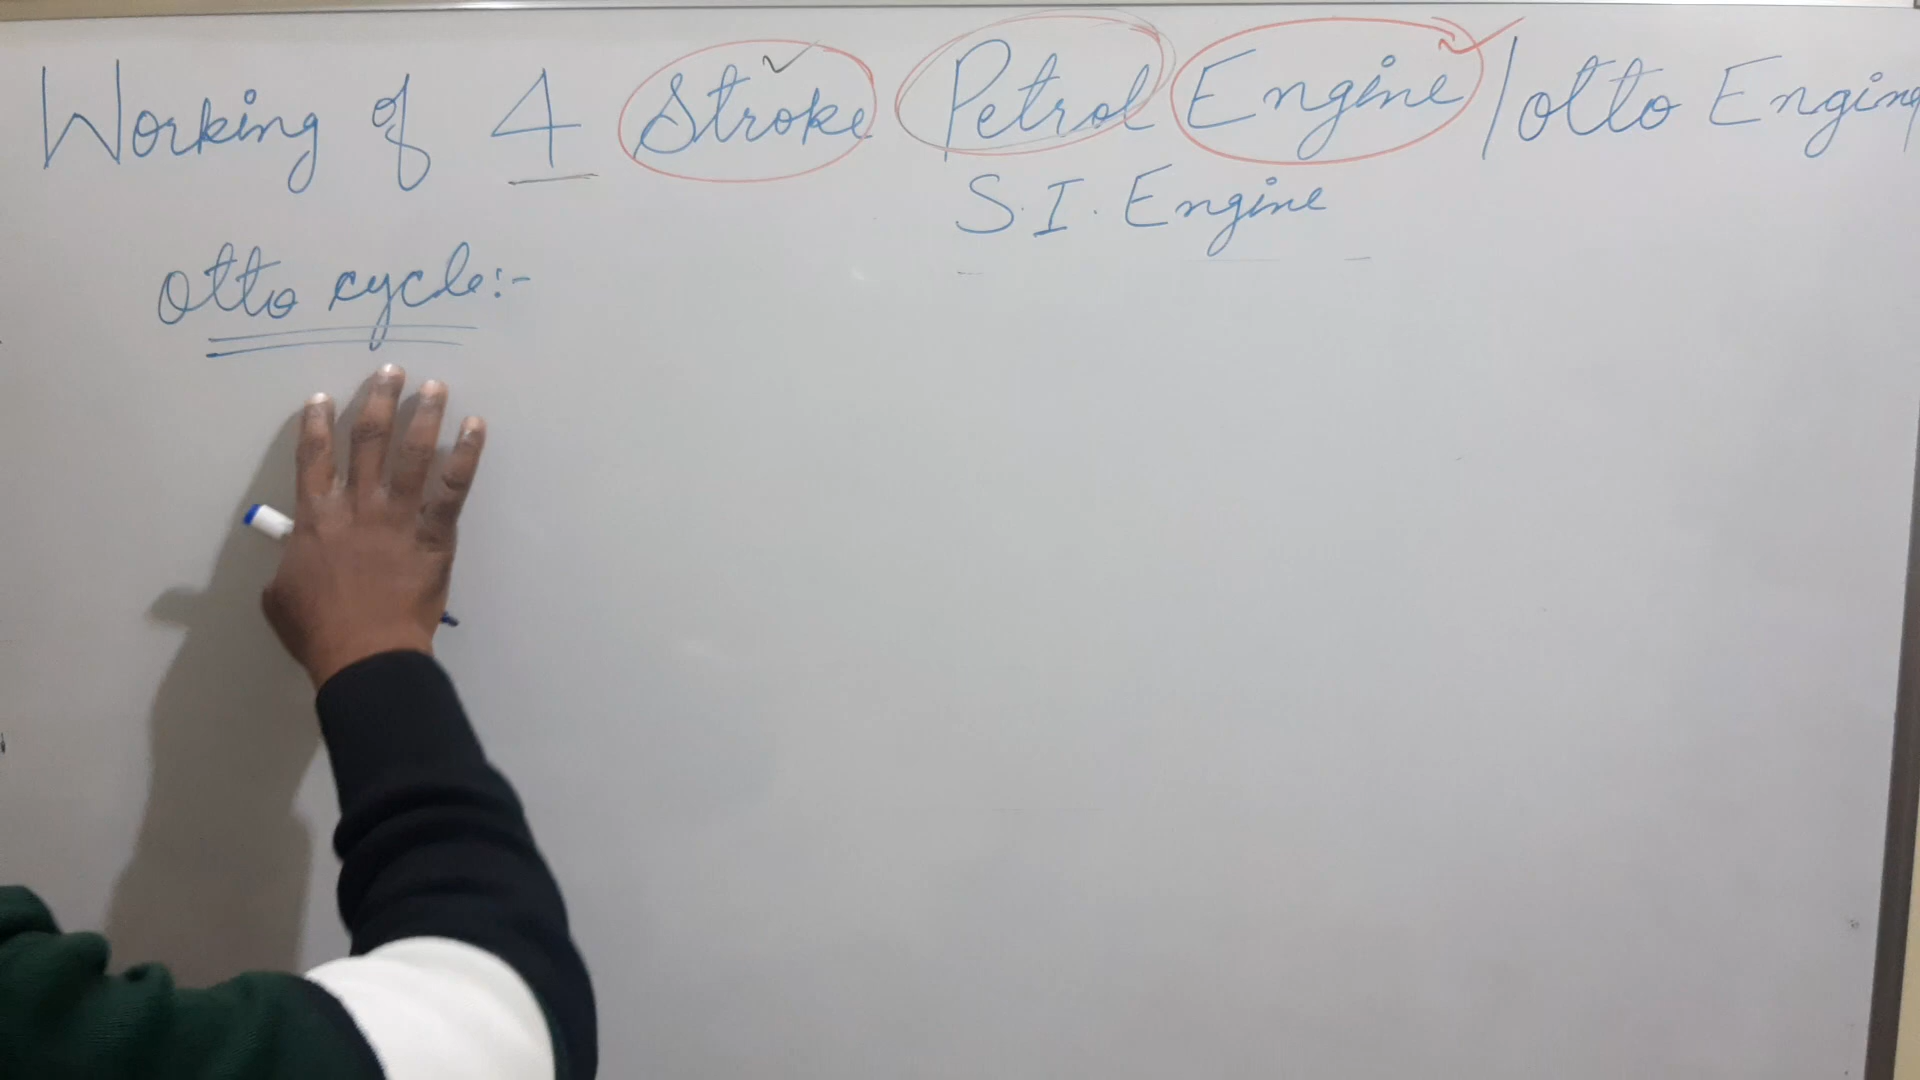 Working of 4 Stroke Petrol Engine / otto Engine
S.I. Engine
Otto cycle:-